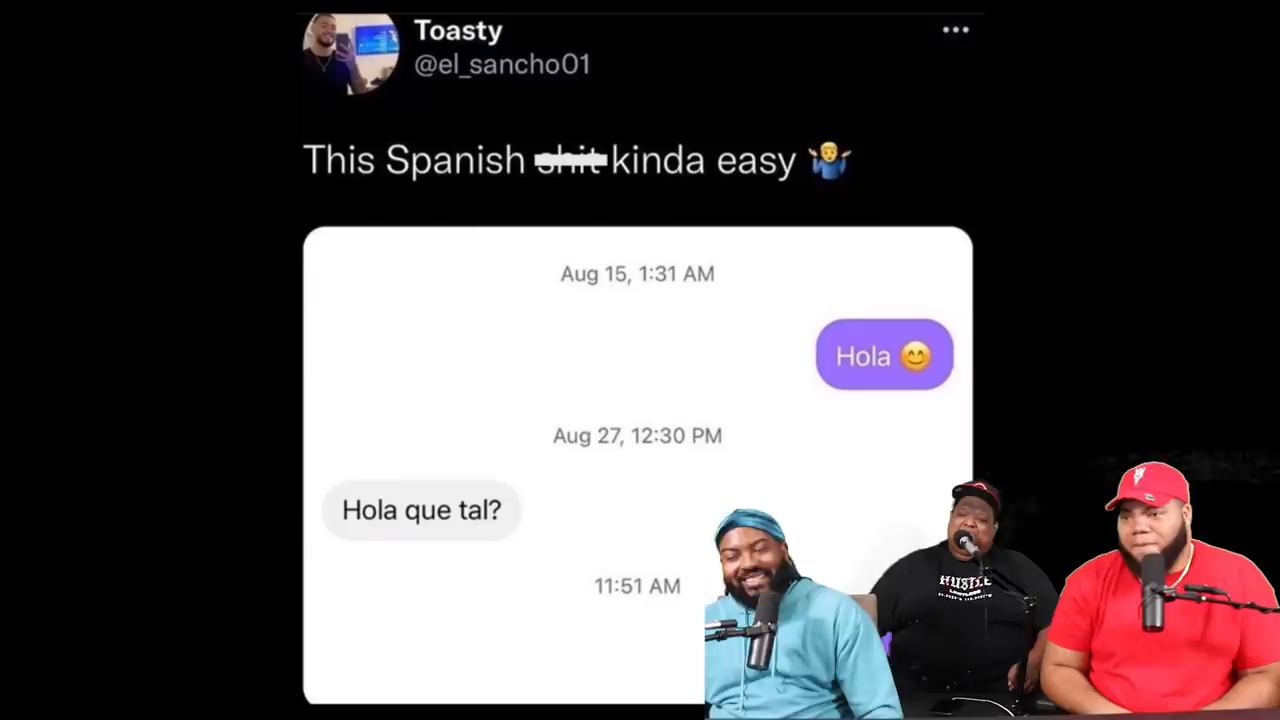 Toasty
@el_sancho01
This Spanish shit kinda easy 🤷‍♂️
Aug 15, 1:31 AM
Hola 😊
Aug 27, 12:30 PM
Hola que tal?
11:51 AM
HUSTLE